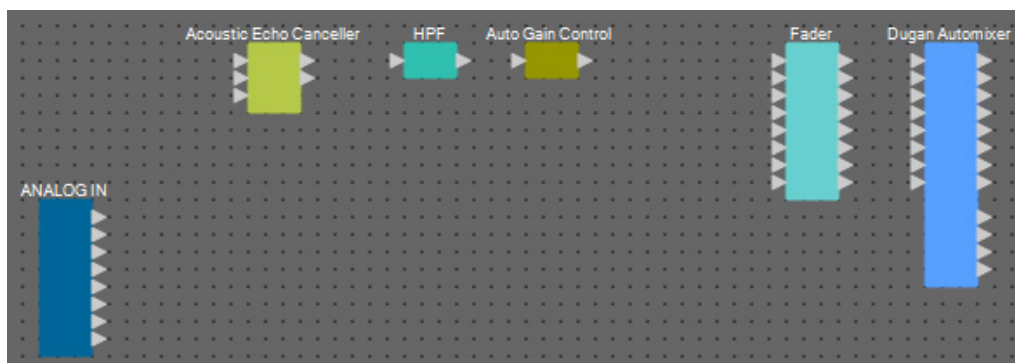 Acoustic Echo Canceller
HPF
Auto Gain Control
Fader
Dugan Automixer
ANALOG IN